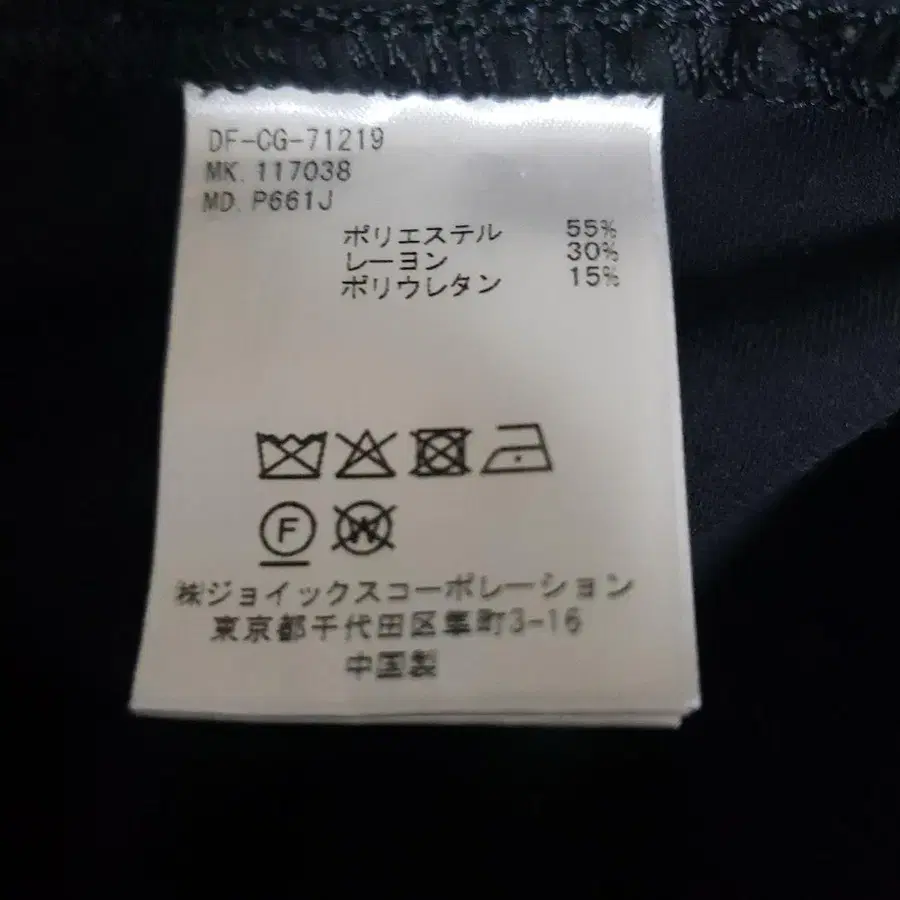 DF-CG-71219
MK. 117038
MD. P661J
ポリエステル 55%
レーヨン 30%
ポリウレタン 15%
F W
㈱ジョイックスコーポレーション
東京都千代田区隼町3-16
中国製